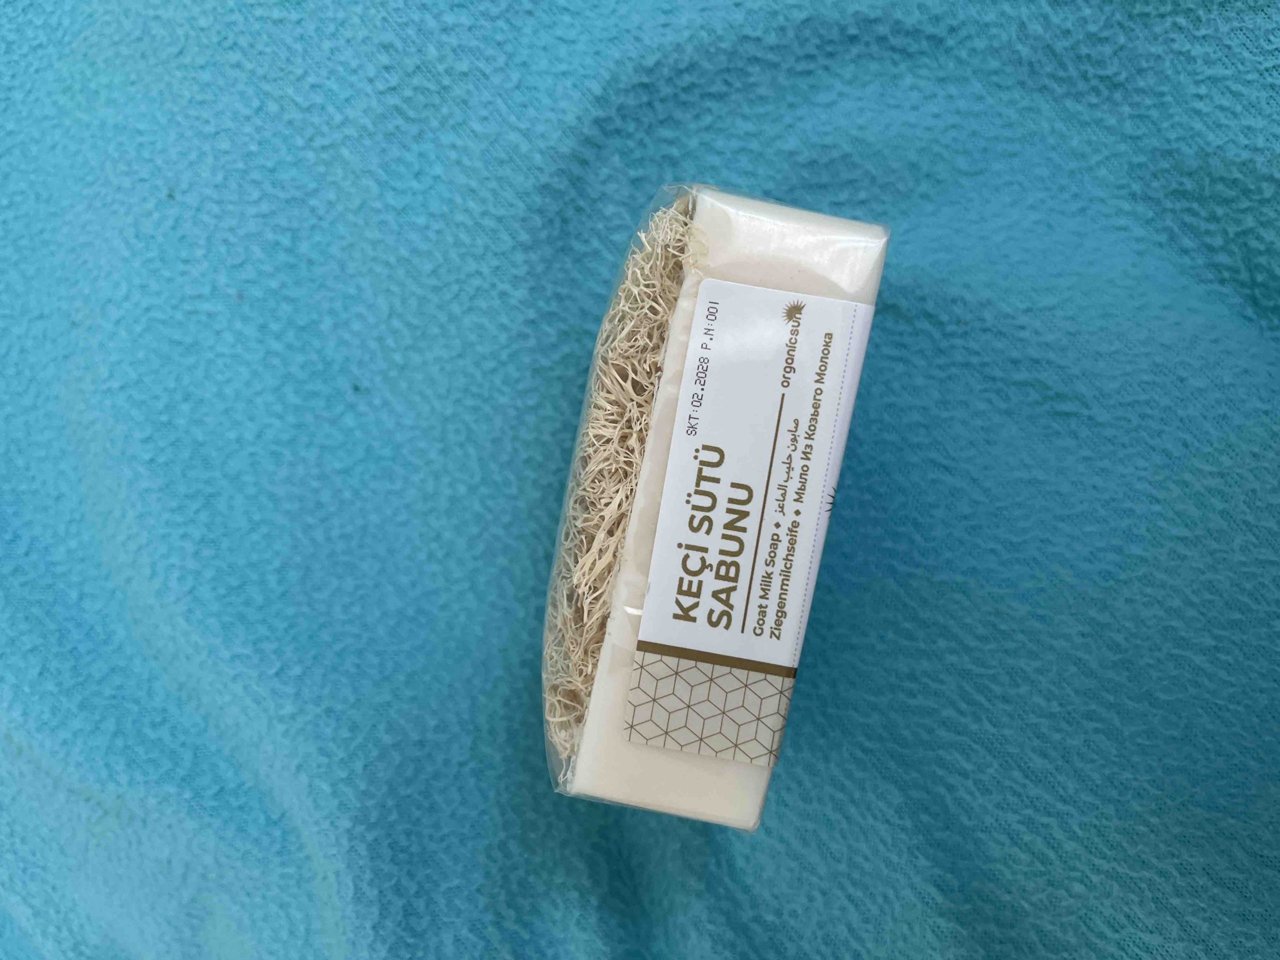 SKT:02.2028 P.N:001
KEÇİ SÜTÜ
SABUNU
organicsun
Goat Milk Soap ◆ صابون حليب الماعز
Ziegenmilchseife ◆ Мыло Из Козьего Молока